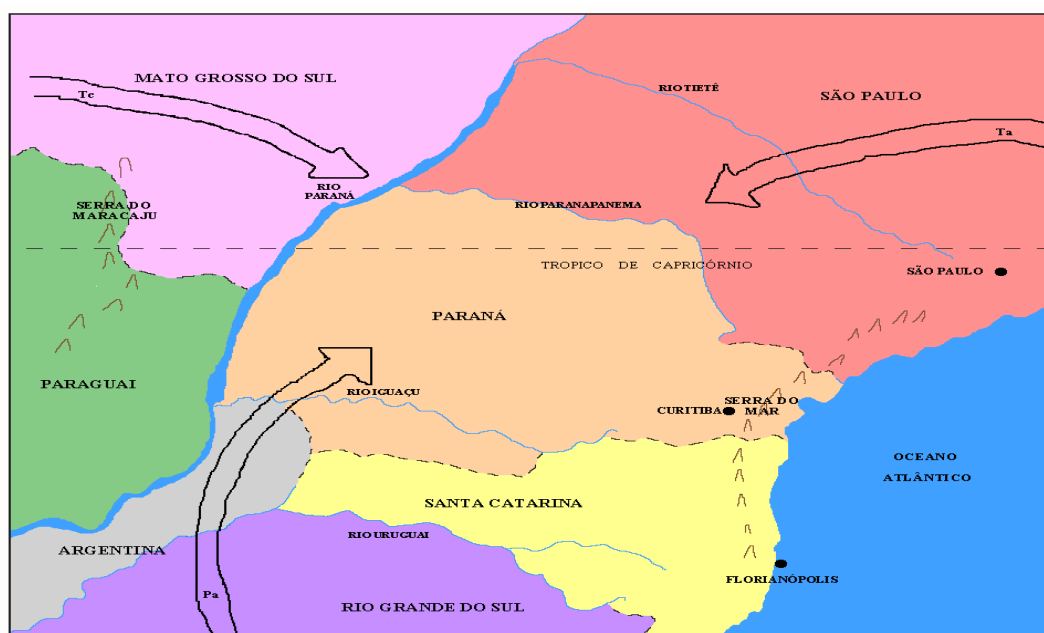 MATO GROSSO DO SUL
Tc
RIO TIETÊ
SÃO PAULO
Ta
RIO
PARANÁ
SERRA DO
MARACAJU
RIO PARANAPANEMA
TROPICO DE CAPRICÓRNIO
SÃO PAULO
PARANÁ
PARAGUAI
RIO IGUAÇU
CURITIBA
SERRA DO
MAR
OCEANO
ATLÂNTICO
SANTA CATARINA
RIO URUGUAI
ARGENTINA
FLORIANÓPOLIS
Pa
RIO GRANDE DO SUL